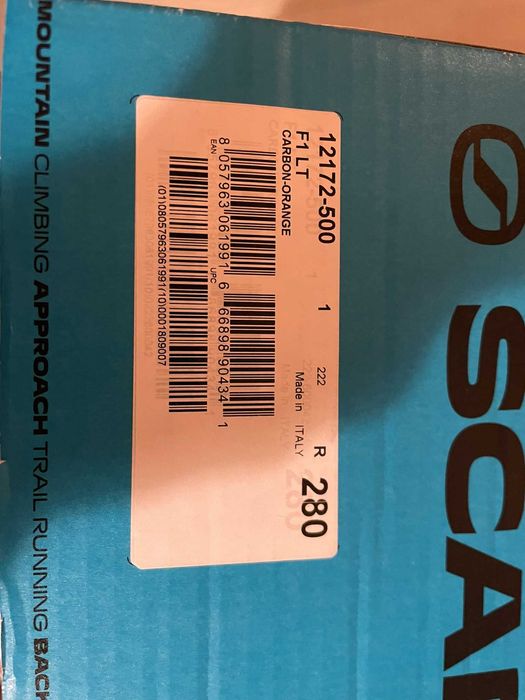 SCA
12172-500 1 222 R 280
F1 LT Made in ITALY
CARBON-ORANGE
8 057963 061991 6 66898 90434 1
EAN UPC
(01)08057963061991(10)0001809007
MOUNTAIN CLIMBING APPROACH TRAIL RUNNING BACK